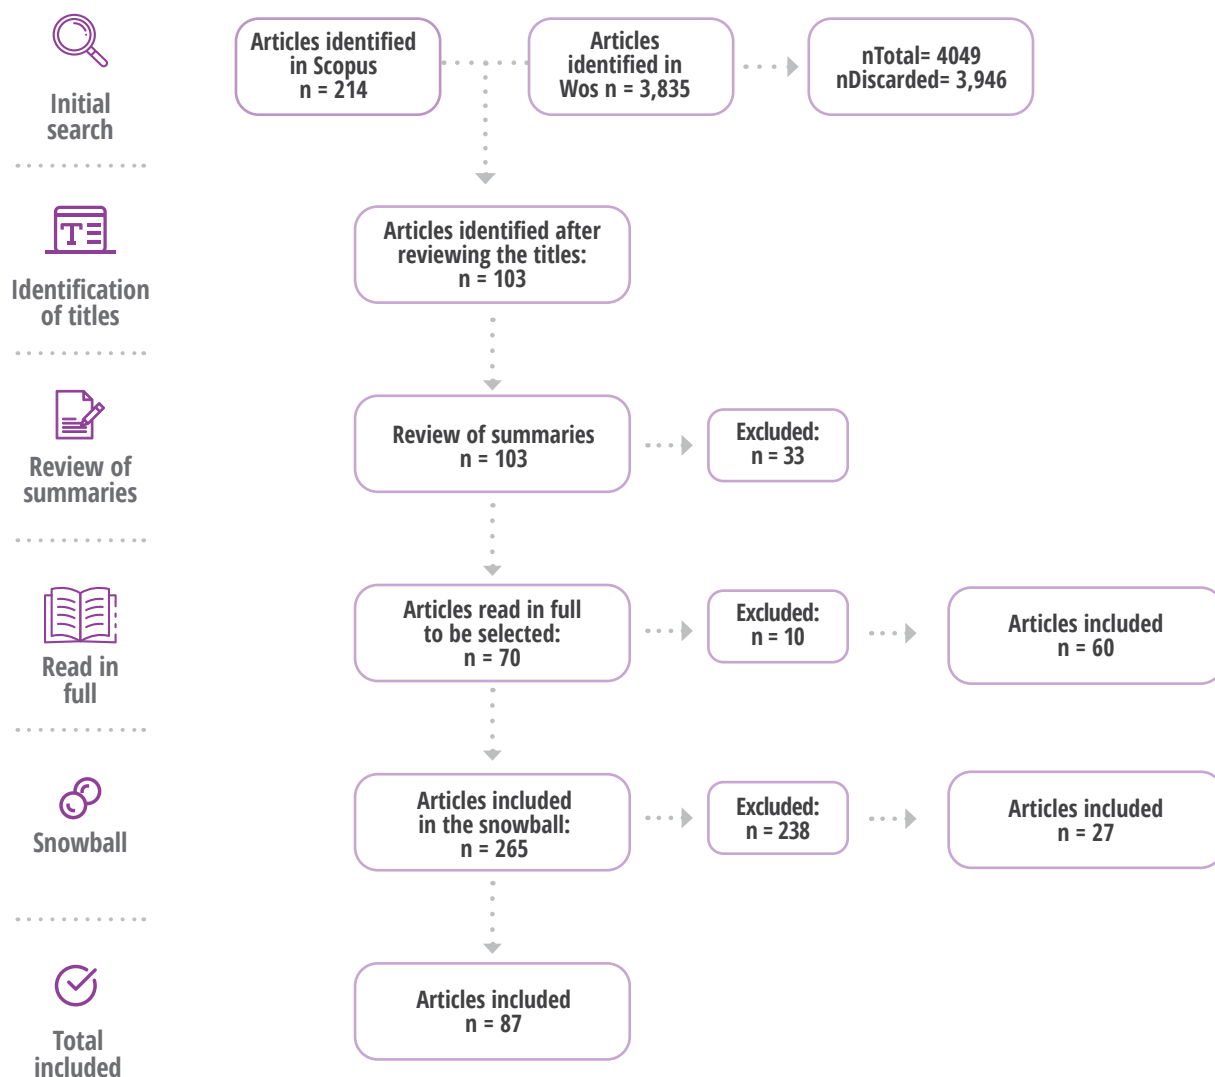 Initial
search
Articles identified
in Scopus
n = 214
Articles
identified in
Wos n = 3,835
nTotal= 4049
nDiscarded= 3,946
Identification
of titles
Articles identified after
reviewing the titles:
n = 103
Review of
summaries
Review of summaries
n = 103
Excluded:
n = 33
Read in
full
Articles read in full
to be selected:
n = 70
Excluded:
n = 10
Articles included
n = 60
Snowball
Articles included
in the snowball:
n = 265
Excluded:
n = 238
Articles included
n = 27
Total
included
Articles included
n = 87